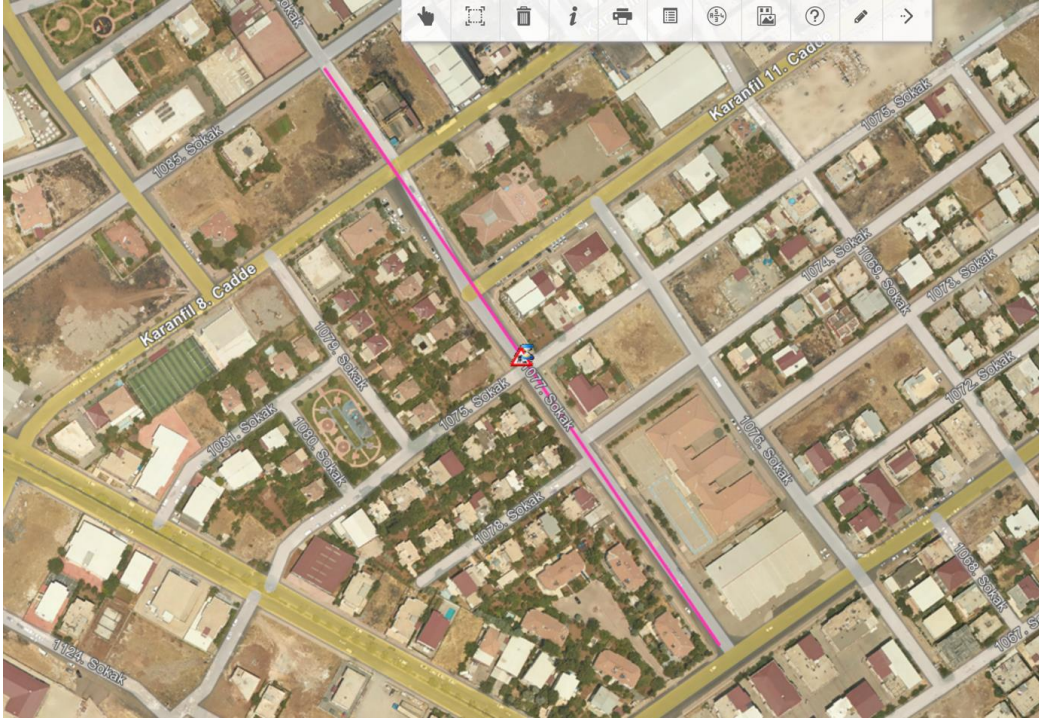 Sokak
Karanfil 11. Cadde
1075. Sokak
1085. Sokak
1074. Sokak
1069. Sokak
1073. Sokak
Karanfil 8. Cadde
1079. Sokak
1077. Sokak
1072. Sokak
1075. Sokak
1081. Sokak
1080. Sokak
1076. Sokak
1078. Sokak
1068. Sokak
1067. S
1124. Sokak